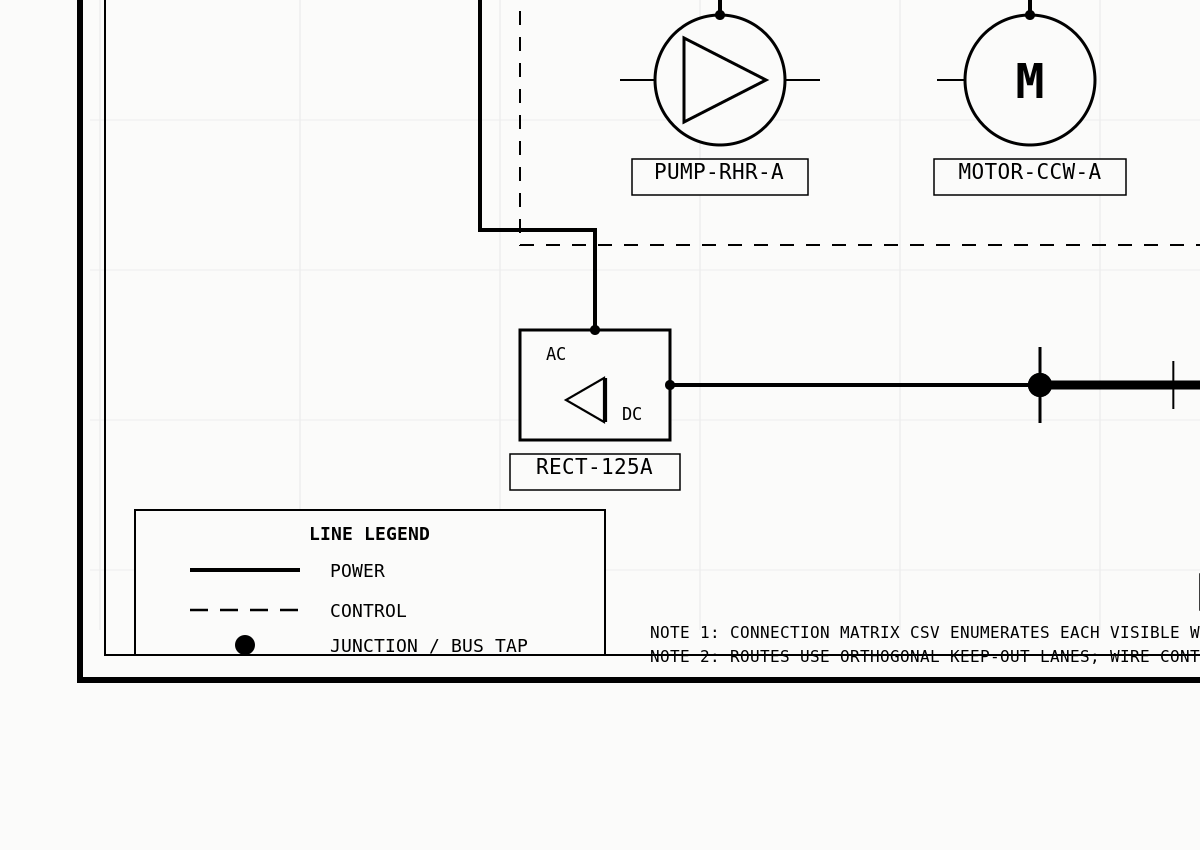 M
PUMP-RHR-A
MOTOR-CCW-A
AC
DC
RECT-125A
LINE LEGEND
POWER
CONTROL
JUNCTION / BUS TAP
NOTE 1: CONNECTION MATRIX CSV ENUMERATES EACH VISIBLE
NOTE 2: ROUTES USE ORTHOGONAL KEEP-OUT LANES; WIRE